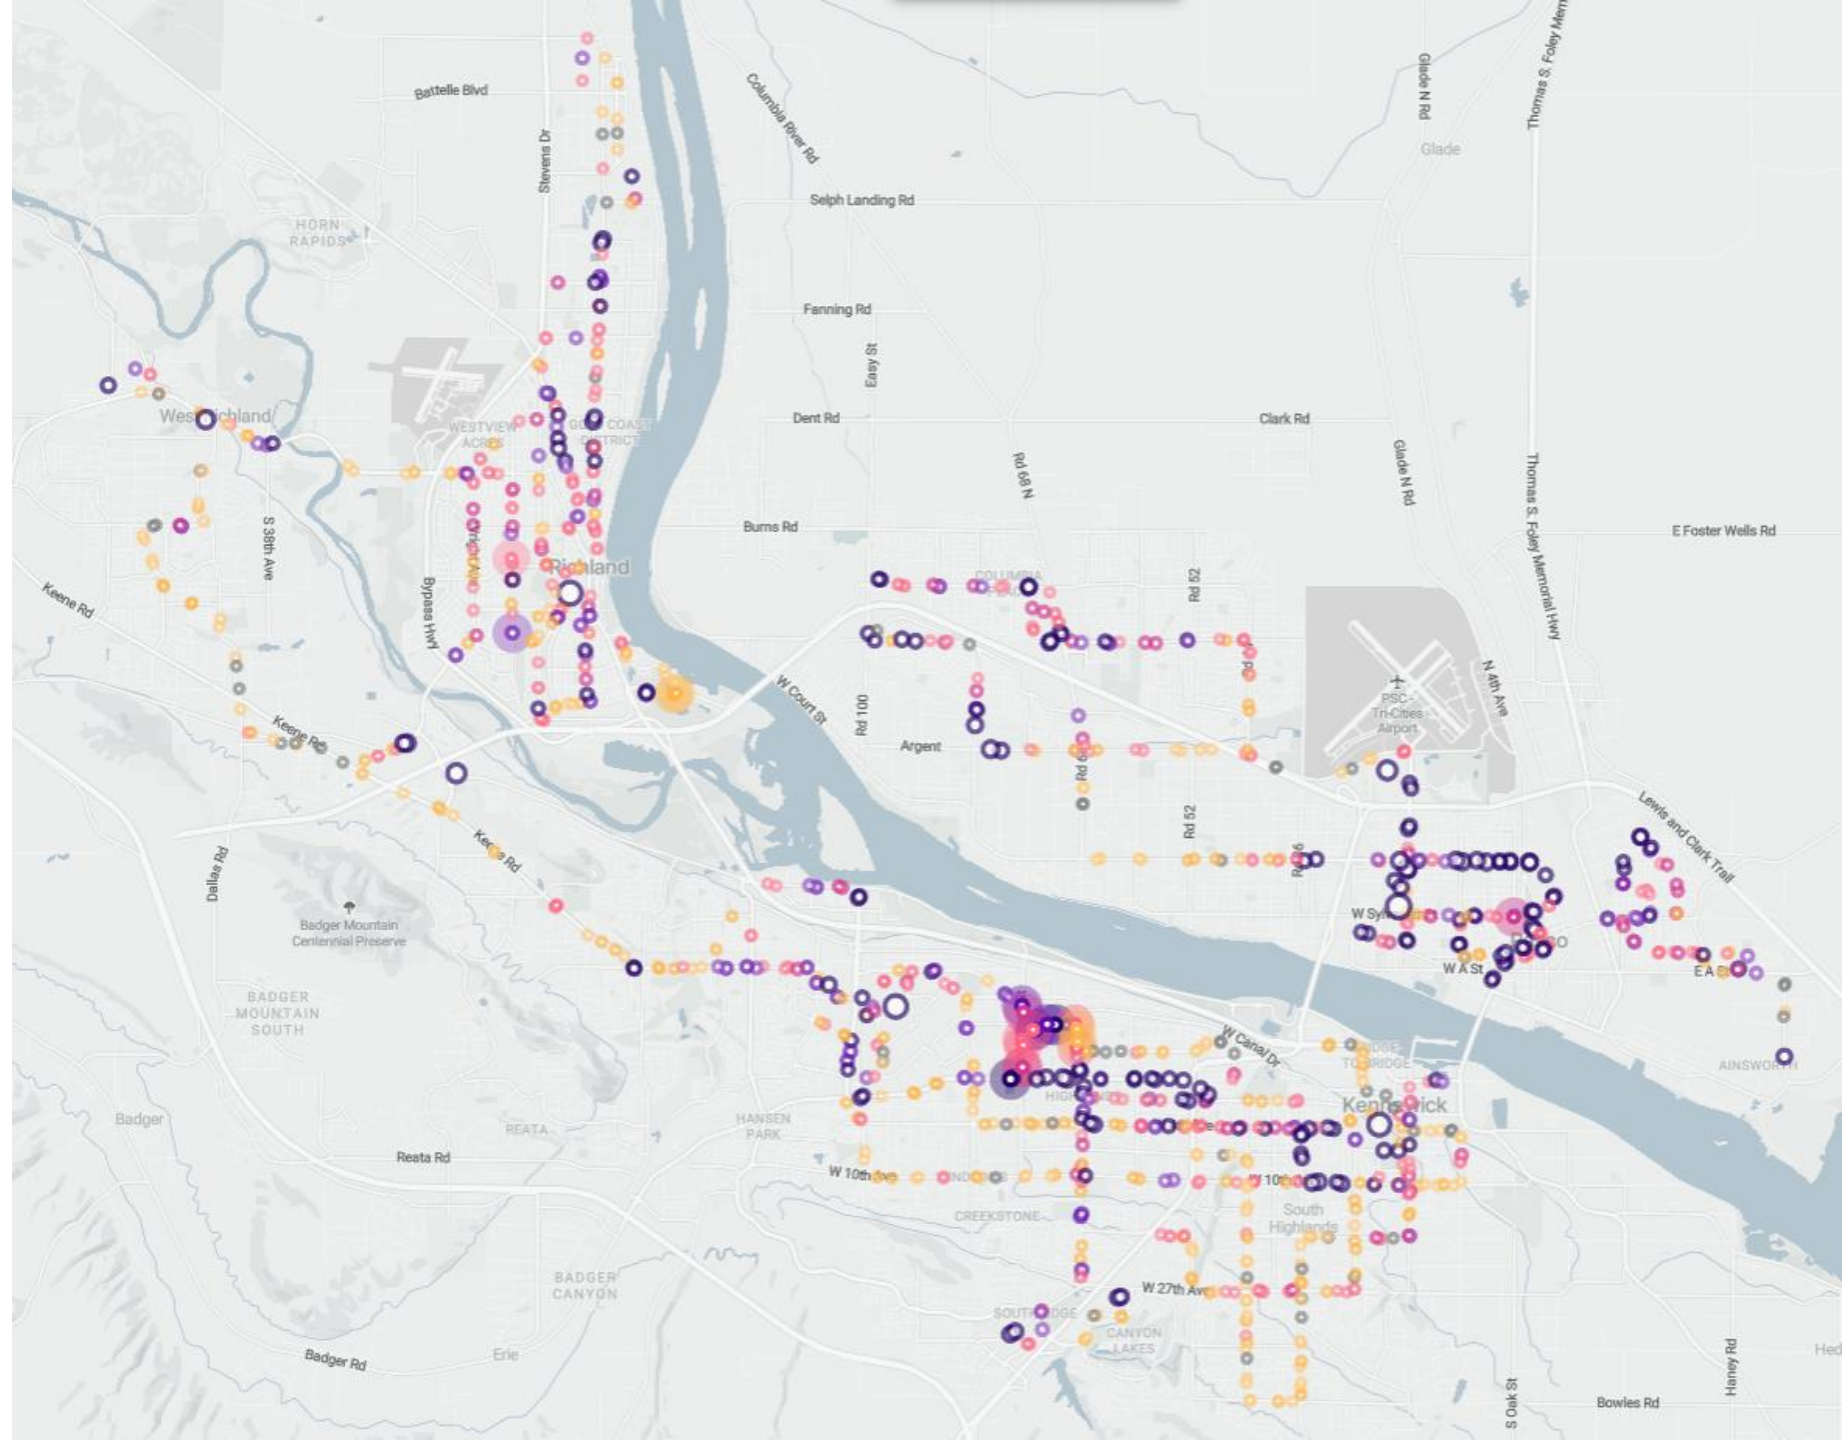 Battelle Blvd
Stevens Dr
Columbia River Rd
Glade N Rd
Thomas S. Foley Mem
Glade
Selph Landing Rd
HORN
RAPIDS
Fanning Rd
Easy St
Dent Rd
Clark Rd
WESTVIEW
ACRES
Rd 68 N
Glade N Rd
Thomas S. Foley Memorial Hwy
Burns Rd
E Foster Wells Rd
S 38th Ave
Keene Rd
Bypass Hwy
Richland
Rd 52
N 4th Ave
PSC -
Tri-Cities
Airport
W Court St
Rd 100
Argent
Keene Rd
Rd 52
Lewis and Clark Trail
Dallas Rd
Badger Mountain
Centennial Preserve
W A St
BADGER
MOUNTAIN
SOUTH
W Canal Dr
AINSWORTH
Badger
REATA
HANSEN
PARK
Reata Rd
W 10th Ave
CREEKSTONE
South
Highlands
BADGER
CANYON
W 27th Ave
CANYON
LAKES
Badger Rd
Erie
Haney Rd
Hed
S Oak St
Bowles Rd